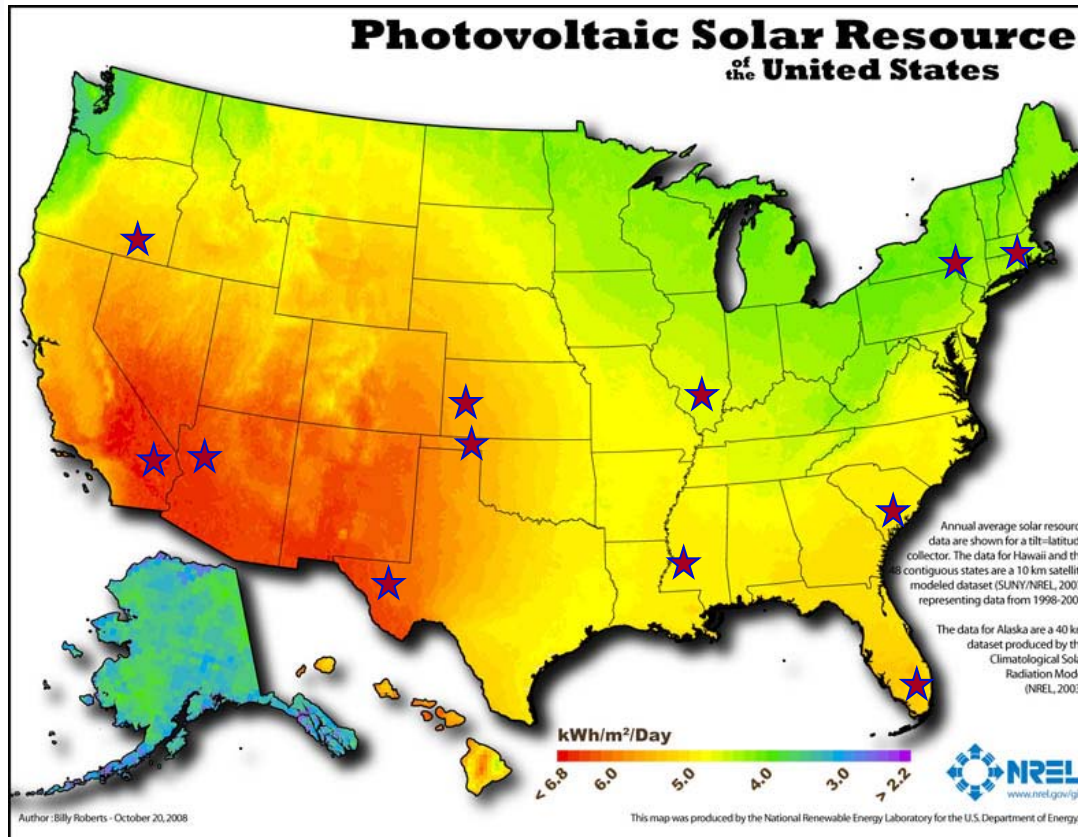 Photovoltaic Solar Resource
of the United States
Annual average solar resourc
data are shown for a tilt=latitud
collector. The data for Hawaii and th
48 contiguous states are a 10 km satellit
modeled dataset (SUNY/NREL, 200
representing data from 1998-200
The data for Alaska are a 40 k
dataset produced by th
Climatological Sola
Radiation Mod
(NREL, 2003
kWh/m²/Day
< 6.8 6.0 5.0 4.0 3.0 > 2.2
NREL
www.nrel.gov/gi
Author : Billy Roberts - October 20, 2008
This map was produced by the National Renewable Energy Laboratory for the U.S. Department of Energy